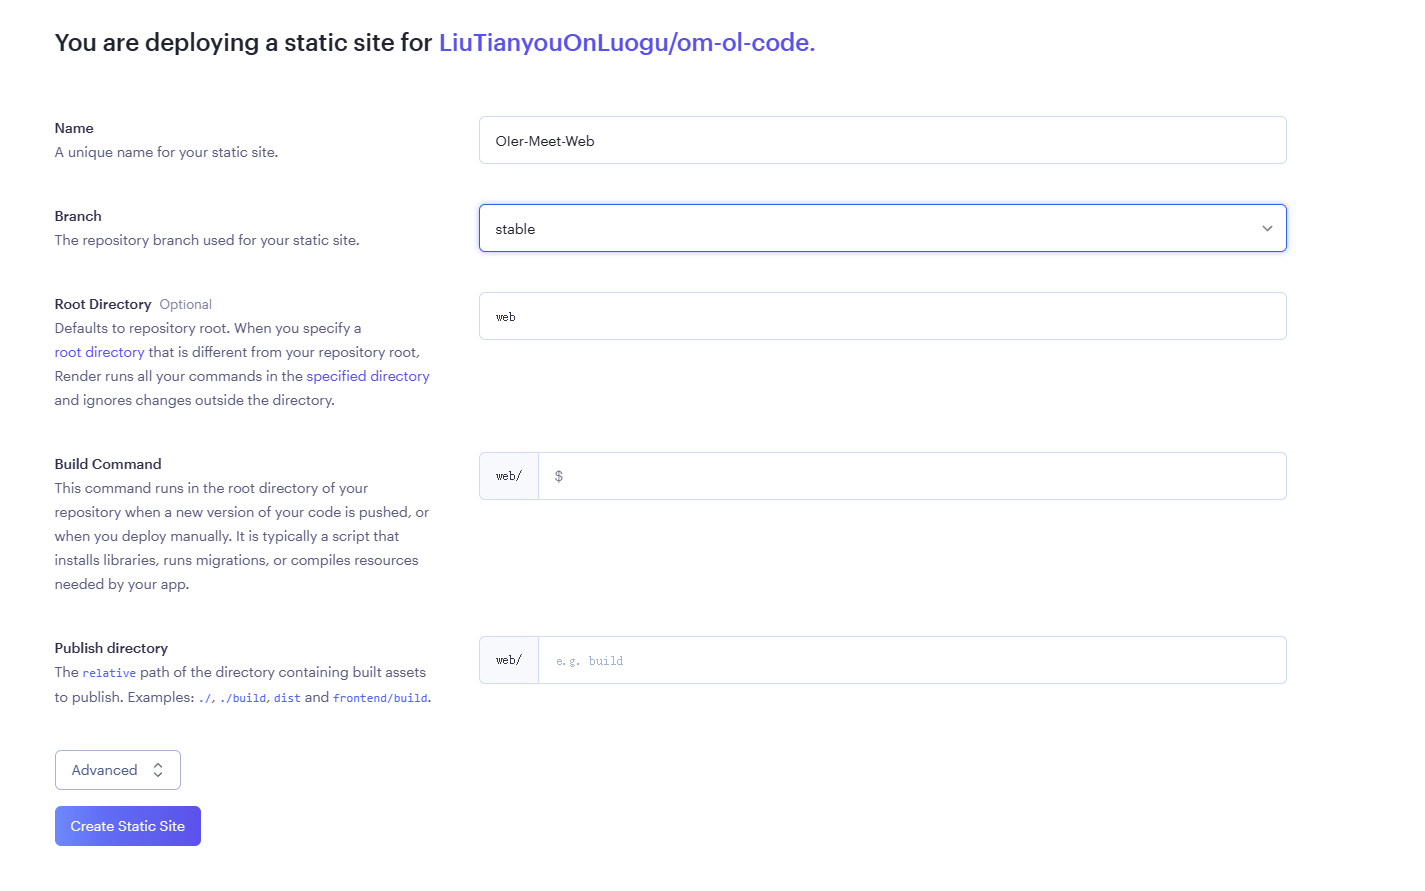 You are deploying a static site for LiuTianyouOnLuogu/om-ol-code.
Name
A unique name for your static site.
OIer-Meet-Web
Branch
The repository branch used for your static site.
stable
Root Directory Optional
Defaults to repository root. When you specify a
root directory that is different from your repository root,
Render runs all your commands in the specified directory
and ignores changes outside the directory.
web
Build Command
This command runs in the root directory of your
repository when a new version of your code is pushed, or
when you deploy manually. It is typically a script that
installs libraries, runs migrations, or compiles resources
needed by your app.
web/ $
Publish directory
The relative path of the directory containing built assets
to publish. Examples: ./, ./build, dist and frontend/build.
web/ e.g. build
Advanced
Create Static Site